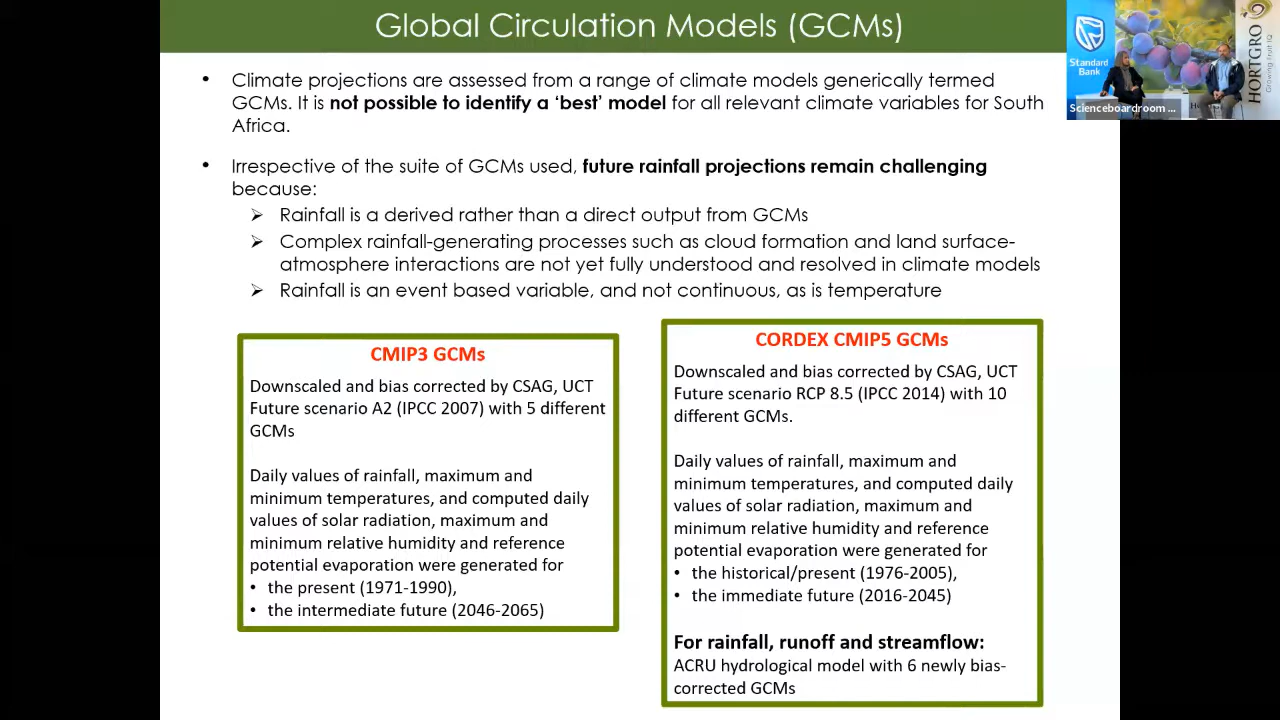 Global Circulation Models (GCMs)
• Climate projections are assessed from a range of climate models generically termed
GCMs. It is not possible to identify a ‘best’ model for all relevant climate variables for South
Africa.
• Irrespective of the suite of GCMs used, future rainfall projections remain challenging
because:
➢ Rainfall is a derived rather than a direct output from GCMs
➢ Complex rainfall-generating processes such as cloud formation and land surface-
atmosphere interactions are not yet fully understood and resolved in climate models
➢ Rainfall is an event based variable, and not continuous, as is temperature
CMIP3 GCMs
Downscaled and bias corrected by CSAG, UCT
Future scenario A2 (IPCC 2007) with 5 different
GCMs
Daily values of rainfall, maximum and
minimum temperatures, and computed daily
values of solar radiation, maximum and
minimum relative humidity and reference
potential evaporation were generated for
• the present (1971-1990),
• the intermediate future (2046-2065)
CORDEX CMIP5 GCMs
Downscaled and bias corrected by CSAG, UCT
Future scenario RCP 8.5 (IPCC 2014) with 10
different GCMs.
Daily values of rainfall, maximum and
minimum temperatures, and computed daily
values of solar radiation, maximum and
minimum relative humidity and reference
potential evaporation were generated for
• the historical/present (1976-2005),
• the immediate future (2016-2045)
For rainfall, runoff and streamflow:
ACRU hydrological model with 6 newly bias-
corrected GCMs
Standard
Bank
Scienceboardroom ...
HORTGRO
Growing Fruit IQ